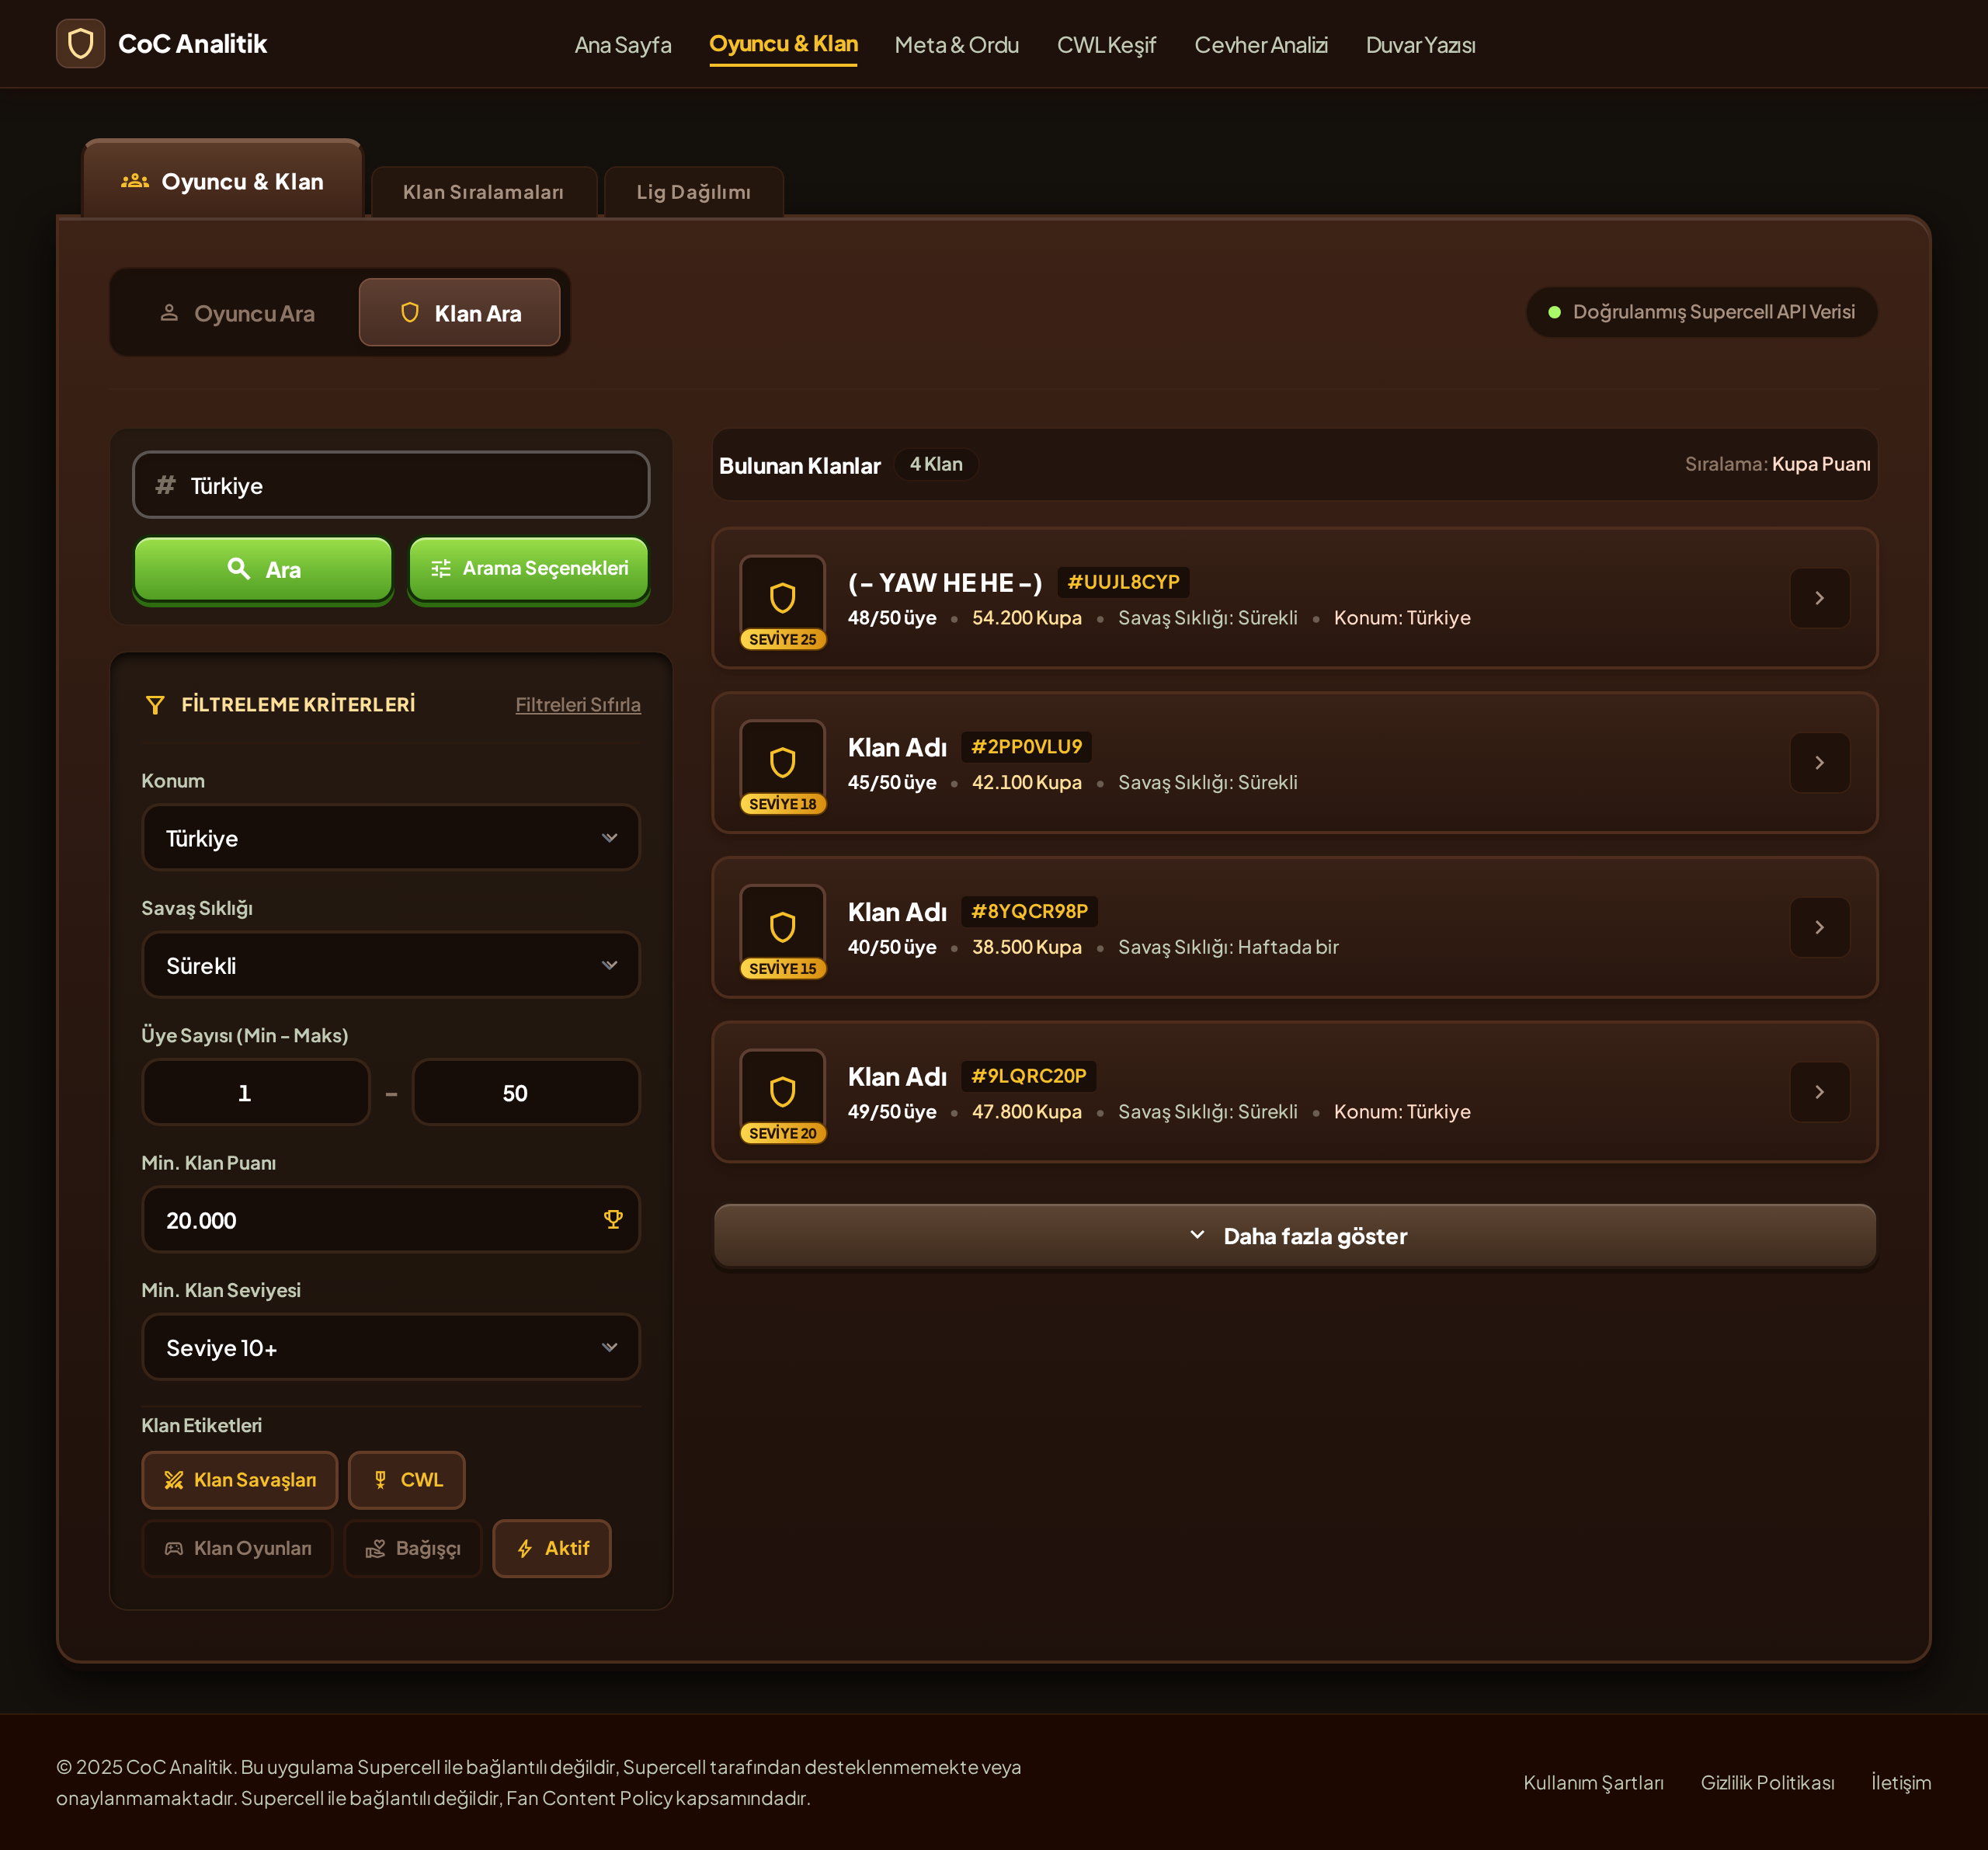 CoC Analitik
Ana Sayfa
Oyuncu & Klan
Meta & Ordu
CWL Keşif
Cevher Analizi
Duvar Yazısı
Oyuncu & Klan
Klan Sıralamaları
Lig Dağılımı
Oyuncu Ara
Klan Ara
Doğrulanmış Supercell API Verisi
# Türkiye
Ara
Arama Seçenekleri
FİLTRELEME KRİTERLERİ
Filtreleri Sıfırla
Konum
Türkiye
Savaş Sıklığı
Sürekli
Üye Sayısı (Min - Maks)
1 - 50
Min. Klan Puanı
20.000
Min. Klan Seviyesi
Seviye 10+
Klan Etiketleri
Klan Savaşları
CWL
Klan Oyunları
Bağışçı
Aktif
Bulunan Klanlar
4 Klan
Sıralama: Kupa Puanı
(- YAW HE HE -) #UUJL8CYP
48/50 üye • 54.200 Kupa • Savaş Sıklığı: Sürekli • Konum: Türkiye
SEVİYE 25
Klan Adı #2PP0VLU9
45/50 üye • 42.100 Kupa • Savaş Sıklığı: Sürekli
SEVİYE 18
Klan Adı #8YQCR98P
40/50 üye • 38.500 Kupa • Savaş Sıklığı: Haftada bir
SEVİYE 15
Klan Adı #9LQRC20P
49/50 üye • 47.800 Kupa • Savaş Sıklığı: Sürekli • Konum: Türkiye
SEVİYE 20
Daha fazla göster
© 2025 CoC Analitik. Bu uygulama Supercell ile bağlantılı değildir, Supercell tarafından desteklenmemekte veya
onaylanmamaktadır. Supercell ile bağlantılı değildir, Fan Content Policy kapsamındadır.
Kullanım Şartları
Gizlilik Politikası
İletişim